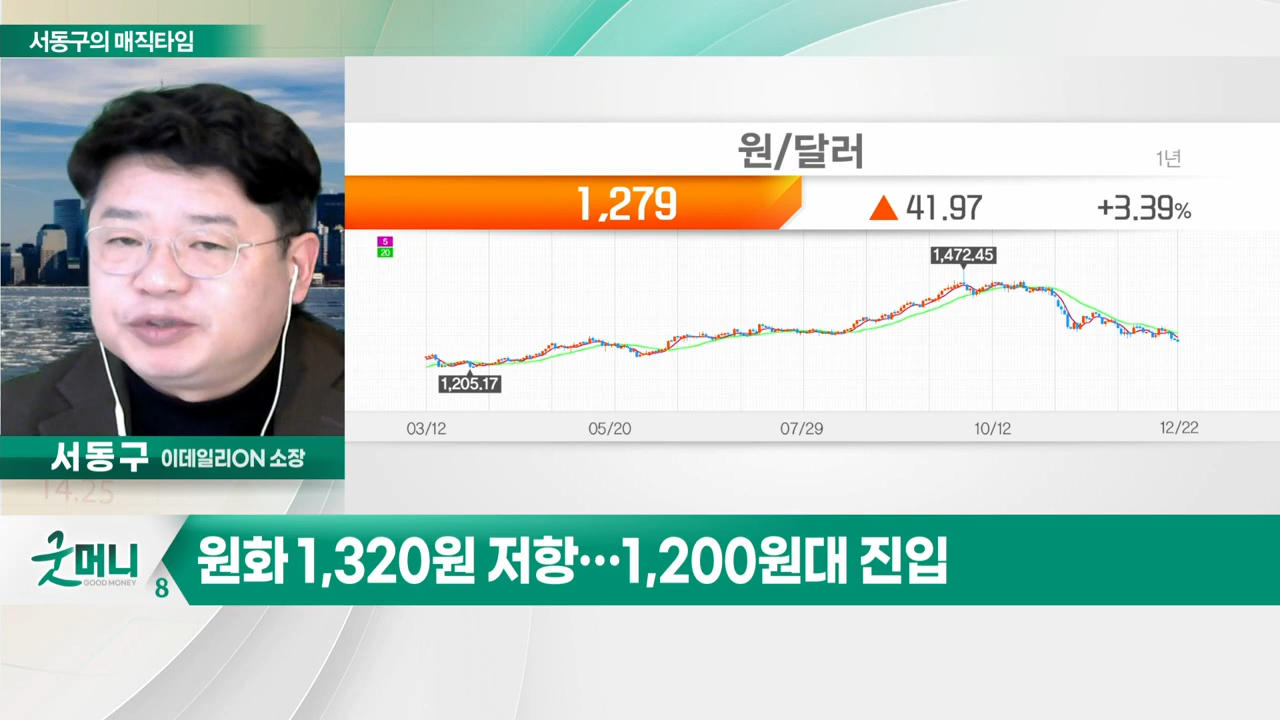 서동구의 매직타임
원/달러
1년
1,279 ▲ 41.97 +3.39%
5
20
1,472.45
1,205.17
03/12 05/20 07/29 10/12 12/22
서동구 이데일리ON 소장
14.25
굿머니
GOOD MONEY
8
원화 1,320원 저항…1,200원대 진입